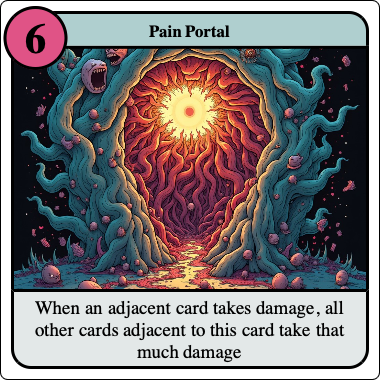 6
Pain Portal
When an adjacent card takes damage, all
other cards adjacent to this card take that
much damage